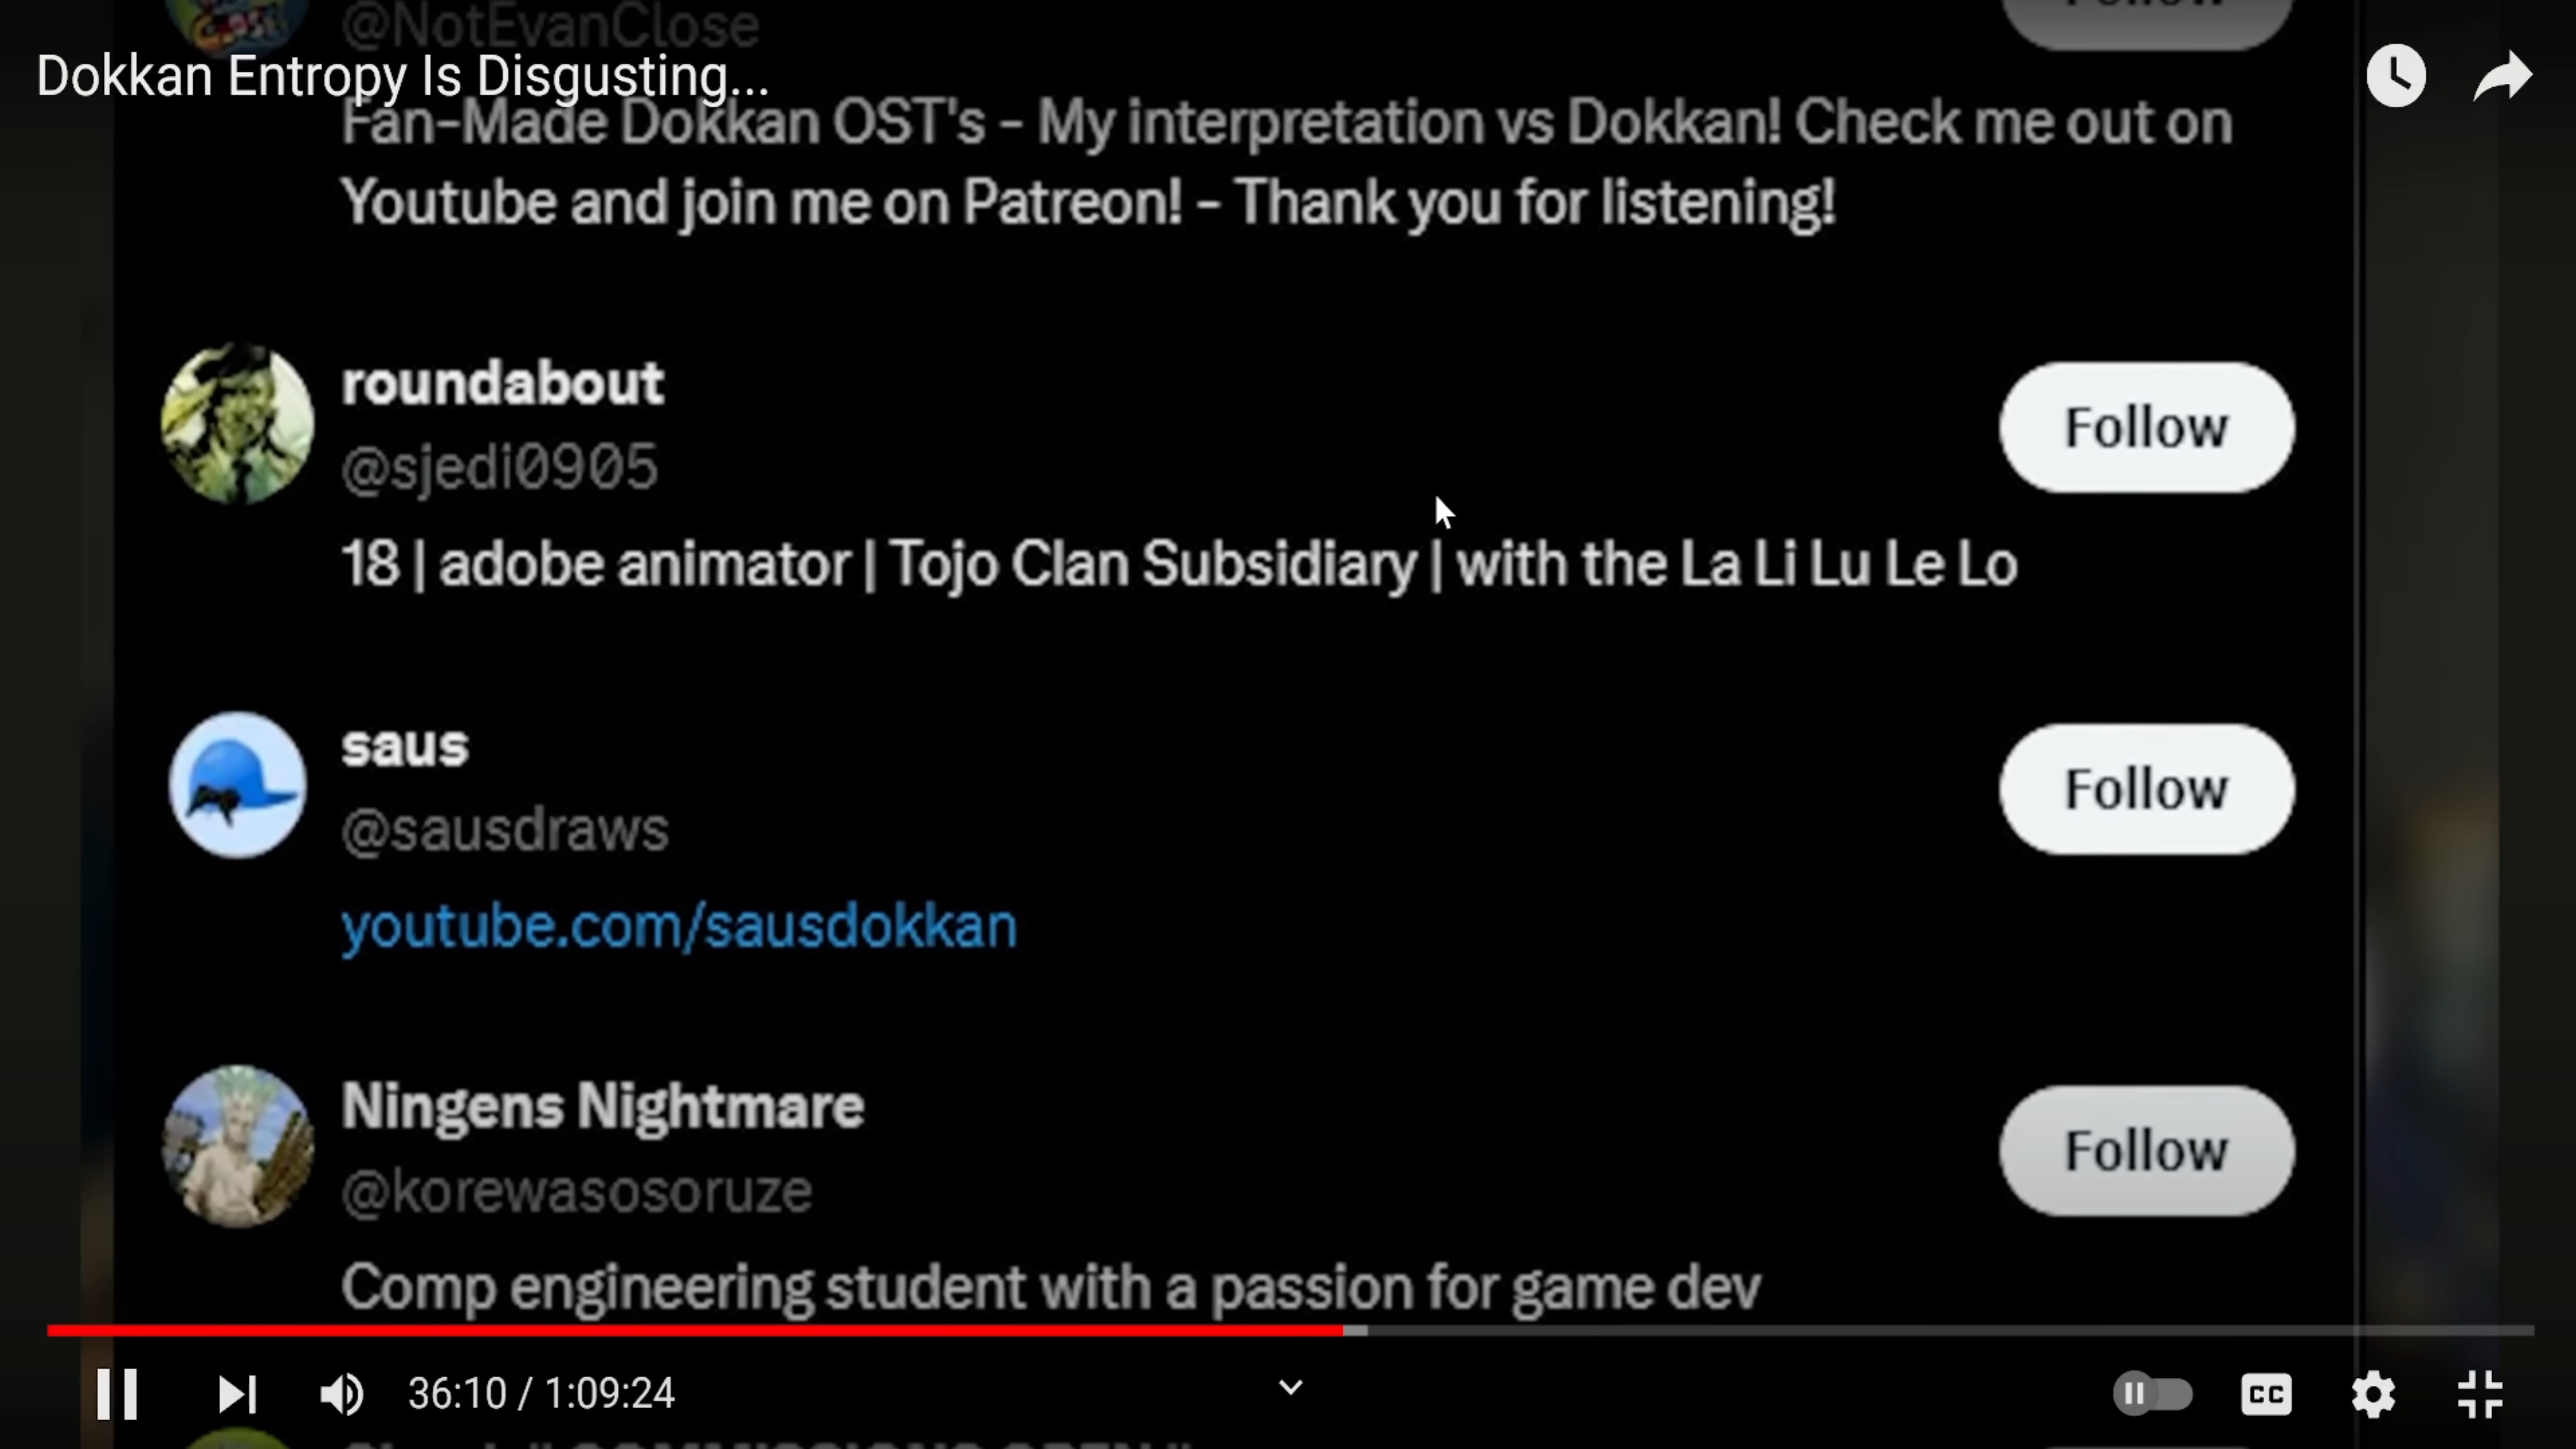 @NotEvanClose
Follow
Dokkan Entropy Is Disgusting...
Fan-Made Dokkan OST's - My interpretation vs Dokkan! Check me out on
Youtube and join me on Patreon! - Thank you for listening!
roundabout
@sjedi0905
Follow
18 | adobe animator | Tojo Clan Subsidiary | with the La Li Lu Le Lo
saus
@sausdraws
Follow
youtube.com/sausdokkan
Ningens Nightmare
@korewasosoruze
Follow
Comp engineering student with a passion for game dev
36:10 / 1:09:24
CC